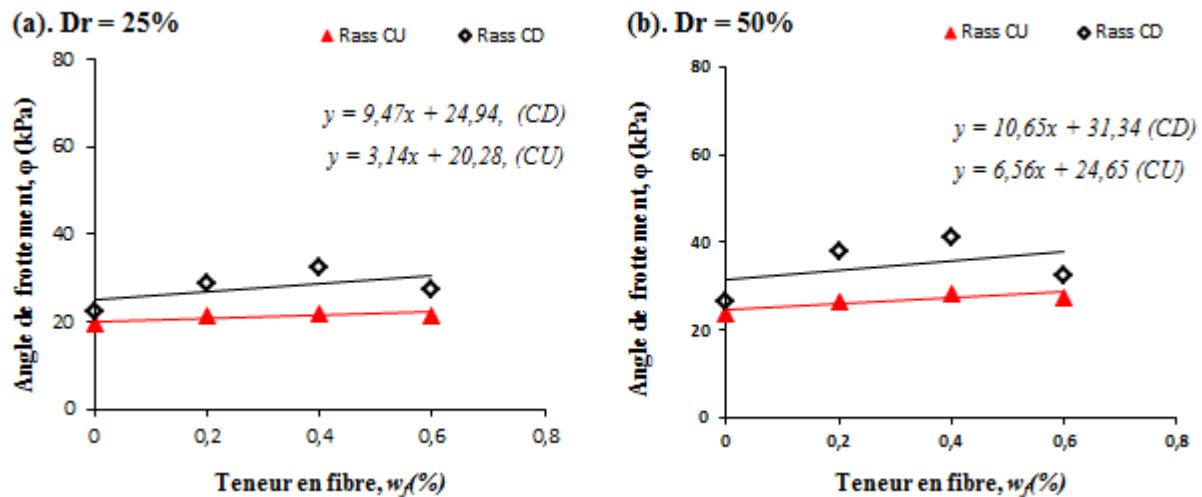 (a). Dr = 25%
Rass CU
Rass CD
80
60
40
20
0
0
0,2
0,4
0,6
0,8
y = 9,47x + 24,94, (CD)
y = 3,14x + 20,28, (CU)
Angle de frottement, φ (kPa)
Teneur en fibre, wf(%)
(b). Dr = 50%
Rass CU
Rass CD
80
60
40
20
0
0
0,2
0,4
0,6
0,8
y = 10,65x + 31,34 (CD)
y = 6,56x + 24,65 (CU)
Angle de frottement, φ (kPa)
Teneur en fibre, wf(%)